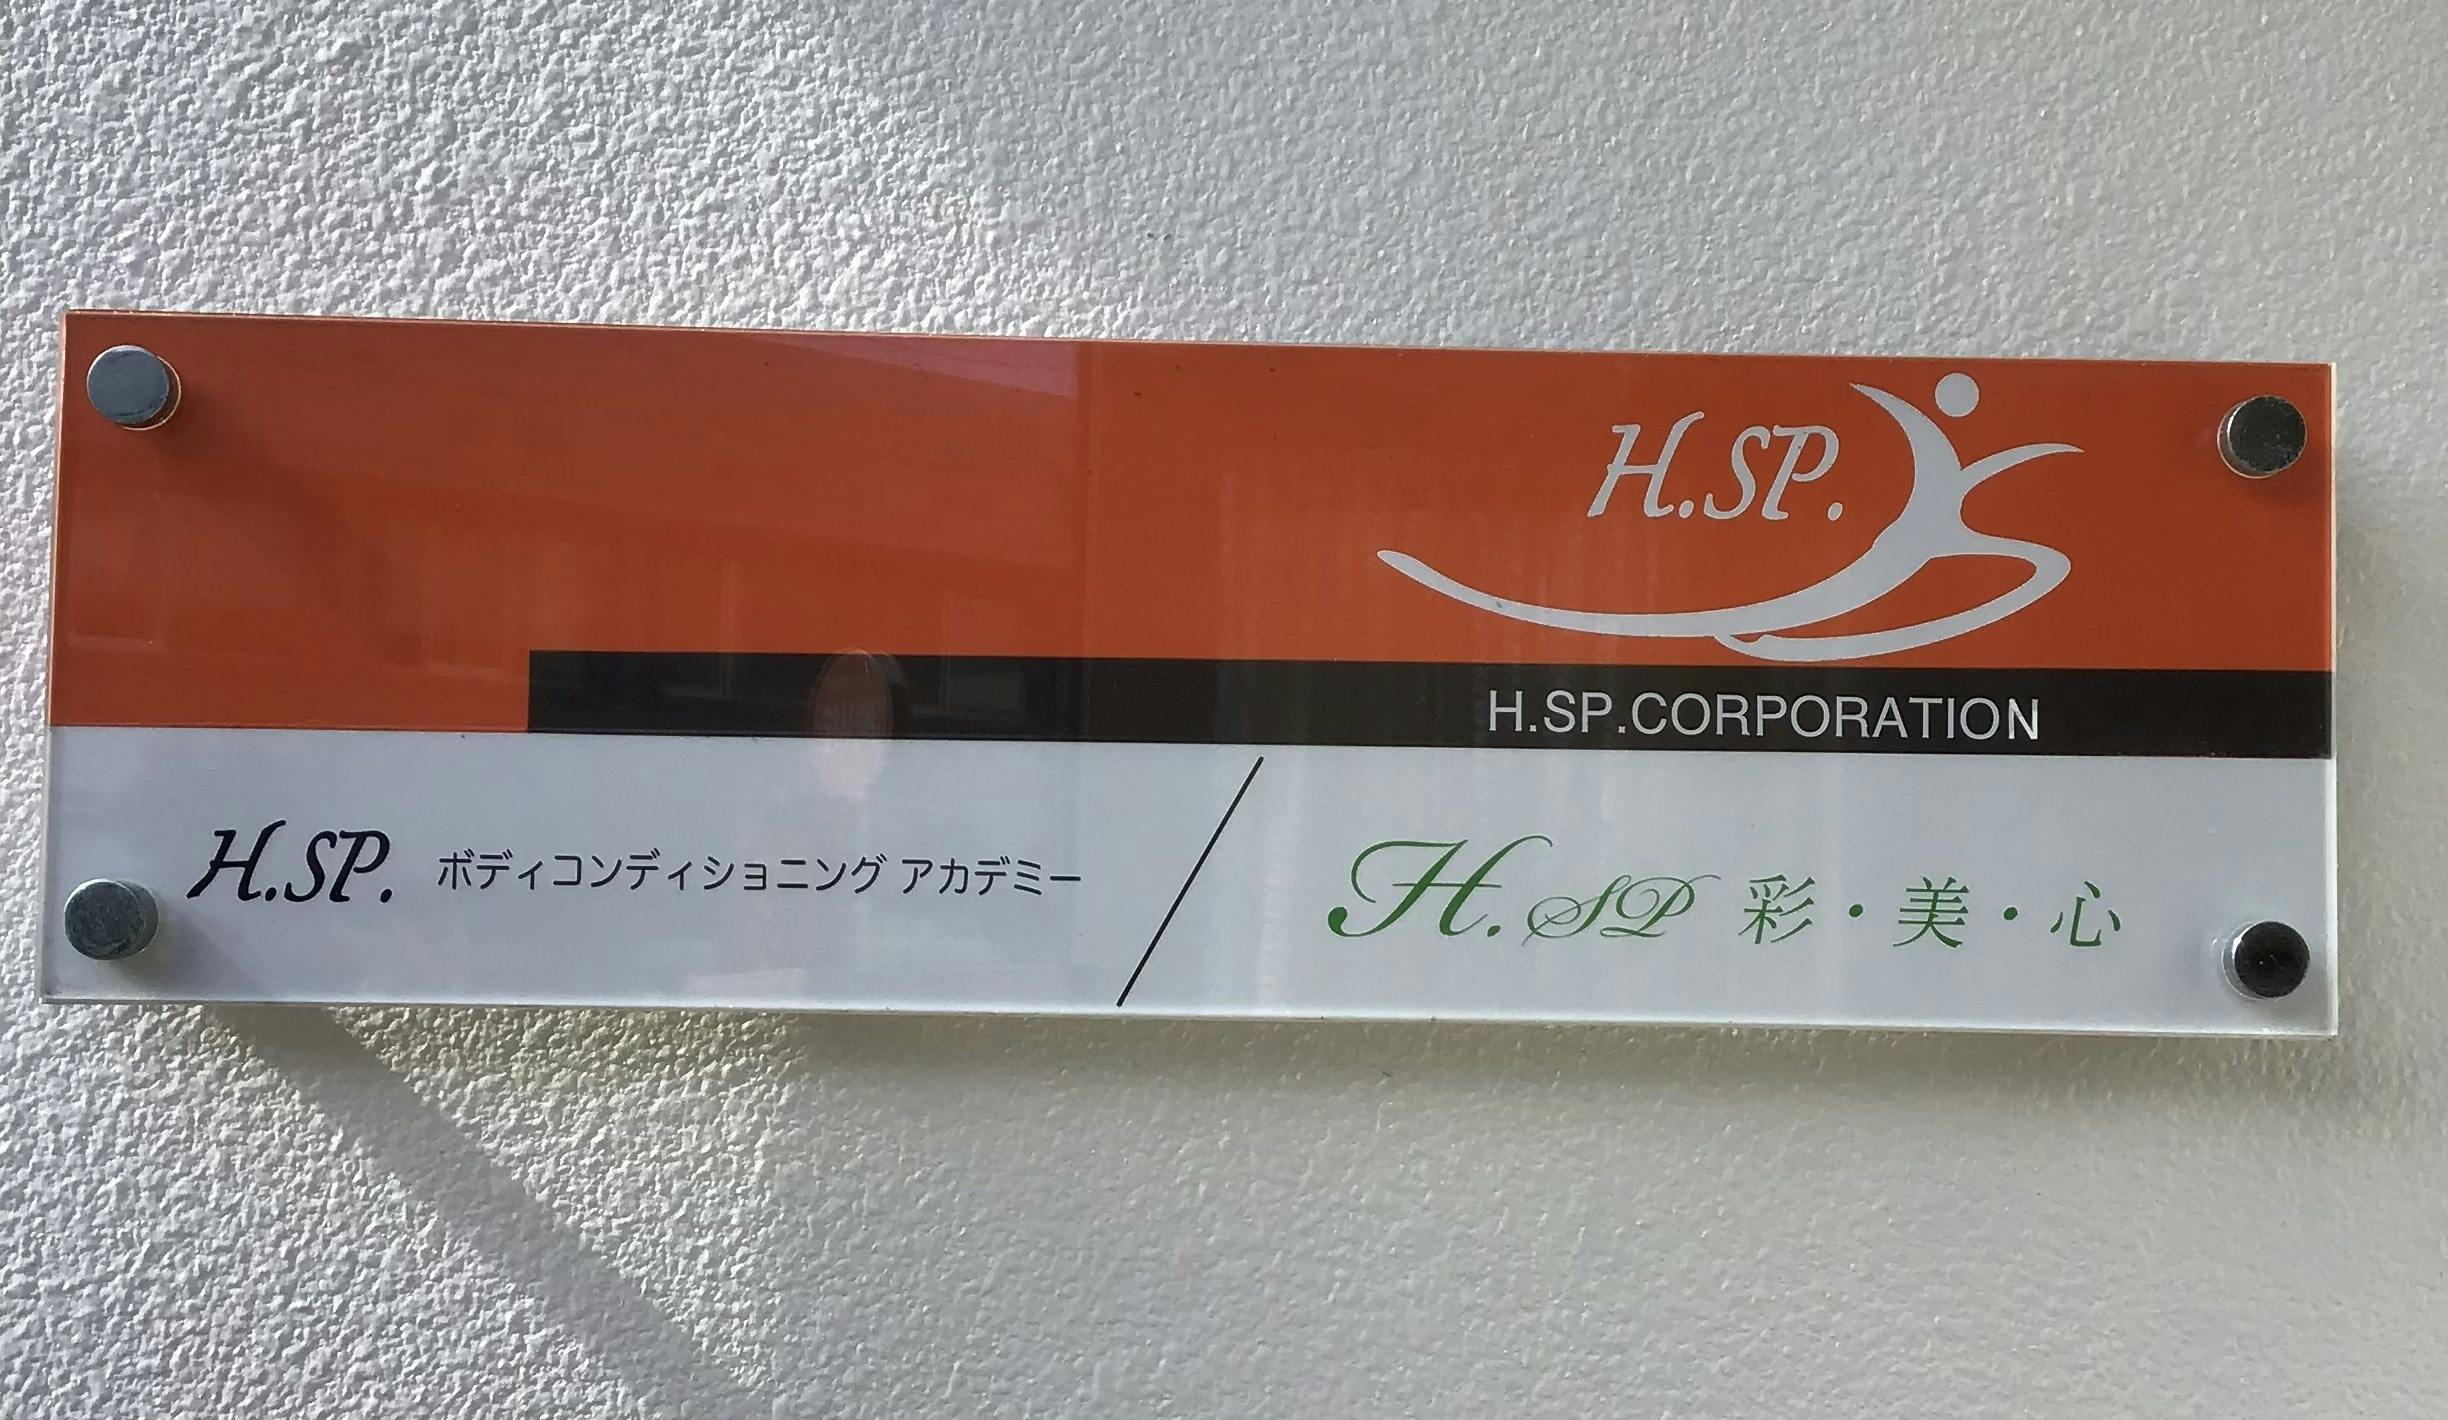 H.SP.
H.SP.CORPORATION
H.SP. ボディコンディショニング アカデミー
H.SP 彩・美・心